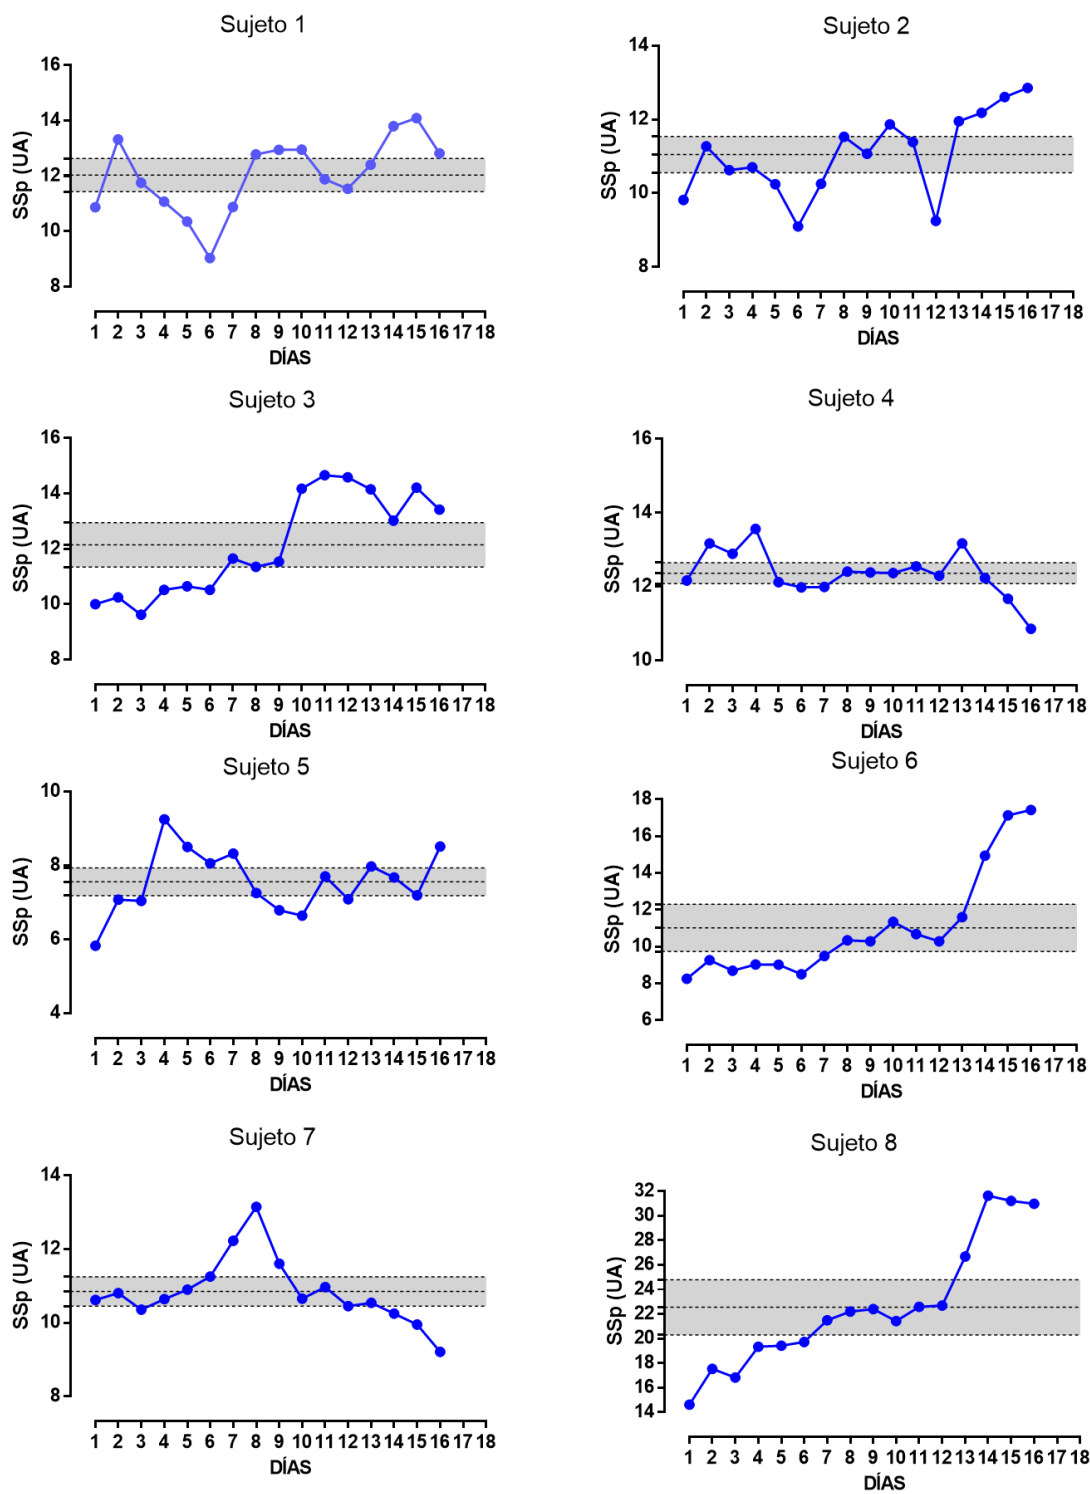 Sujeto 1
16
14
12
10
8
SSp (UA)
1 2 3 4 5 6 7 8 9 10 11 12 13 14 15 16 17 18
DÍAS
Sujeto 2
14
12
10
8
SSp (UA)
1 2 3 4 5 6 7 8 9 10 11 12 13 14 15 16 17 18
DÍAS
Sujeto 3
16
14
12
10
8
SSp (UA)
1 2 3 4 5 6 7 8 9 10 11 12 13 14 15 16 17 18
DÍAS
Sujeto 4
16
14
12
10
SSp (UA)
1 2 3 4 5 6 7 8 9 10 11 12 13 14 15 16 17 18
DÍAS
Sujeto 5
10
8
6
4
SSp (UA)
1 2 3 4 5 6 7 8 9 10 11 12 13 14 15 16 17 18
DÍAS
Sujeto 6
18
16
14
12
10
8
6
SSp (UA)
1 2 3 4 5 6 7 8 9 10 11 12 13 14 15 16 17 18
DÍAS
Sujeto 7
14
12
10
8
SSp (UA)
1 2 3 4 5 6 7 8 9 10 11 12 13 14 15 16 17 18
DÍAS
Sujeto 8
32
30
28
26
24
22
20
18
16
14
SSp (UA)
1 2 3 4 5 6 7 8 9 10 11 12 13 14 15 16 17 18
DÍAS